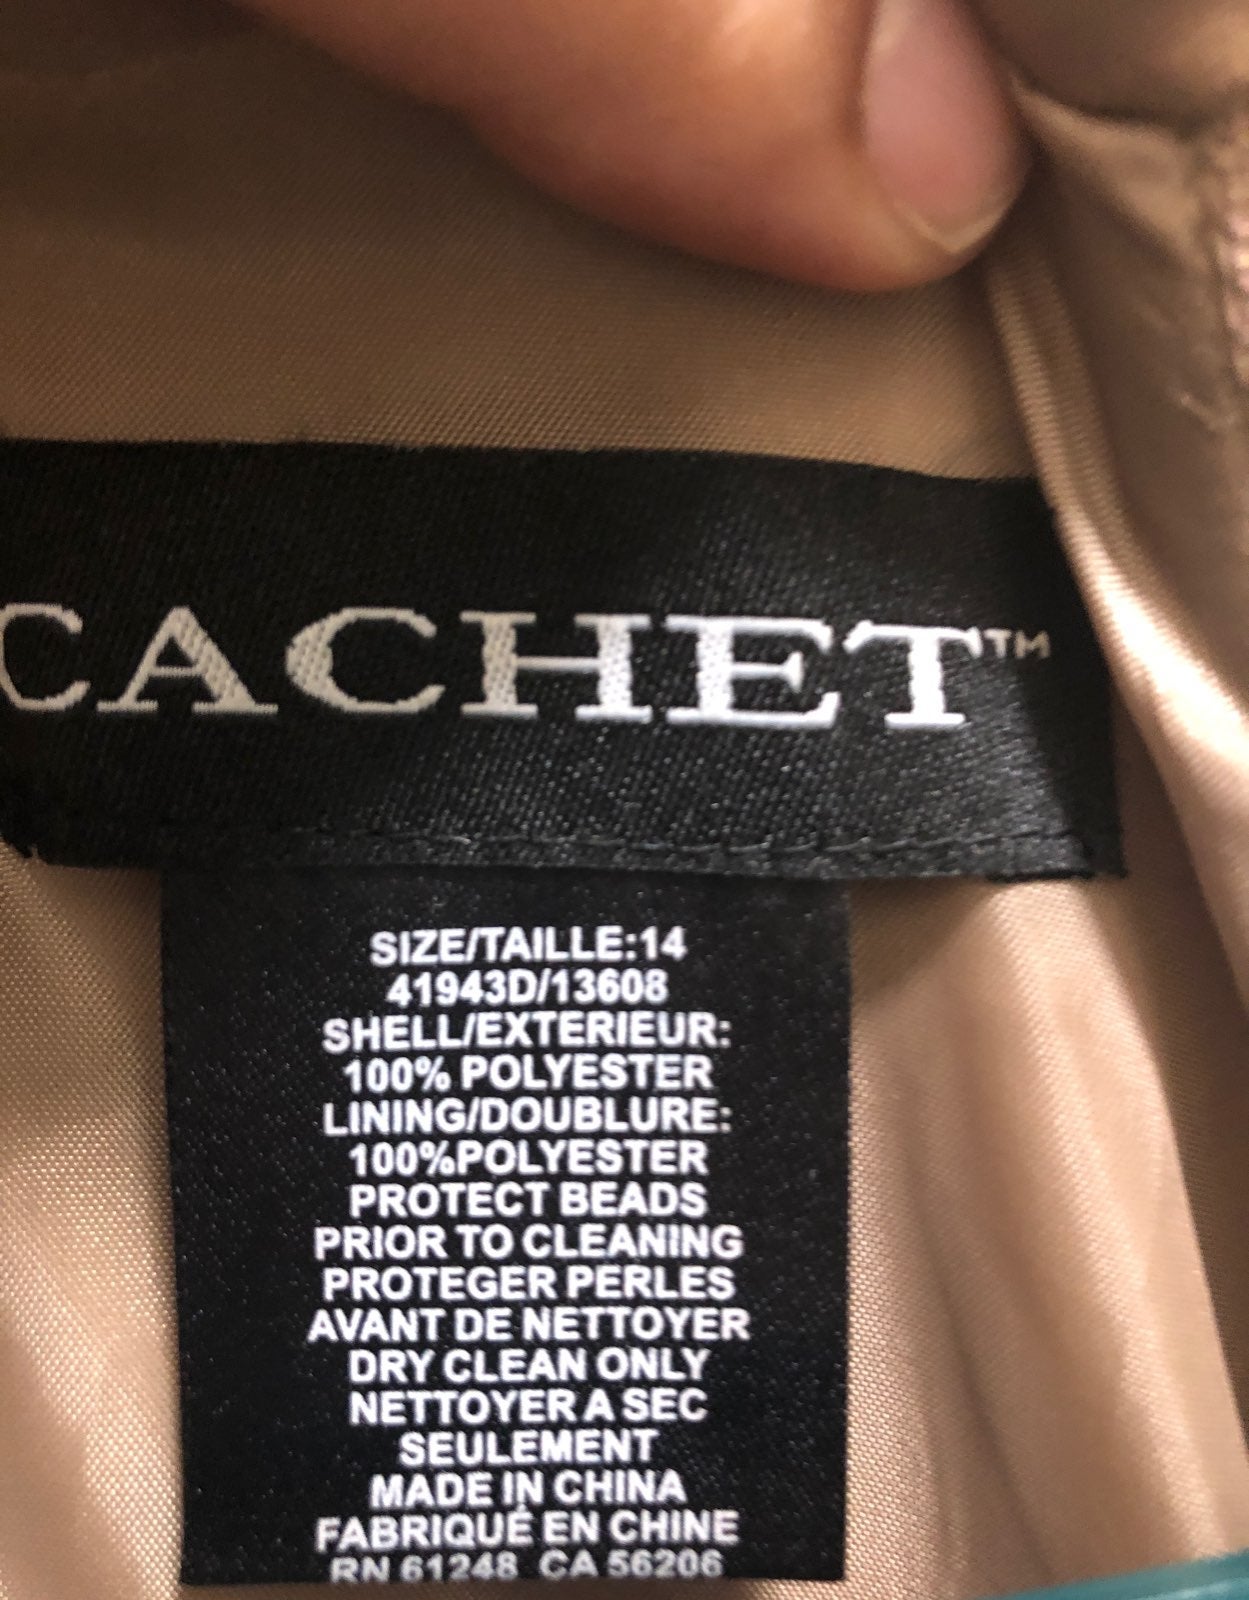 CACHET™
SIZE/TAILLE:14
41943D/13608
SHELL/EXTERIEUR:
100% POLYESTER
LINING/DOUBLURE:
100%POLYESTER
PROTECT BEADS
PRIOR TO CLEANING
PROTEGER PERLES
AVANT DE NETTOYER
DRY CLEAN ONLY
NETTOYER A SEC
SEULEMENT
MADE IN CHINA
FABRIQUÉ EN CHINE
RN 61248 CA 56206